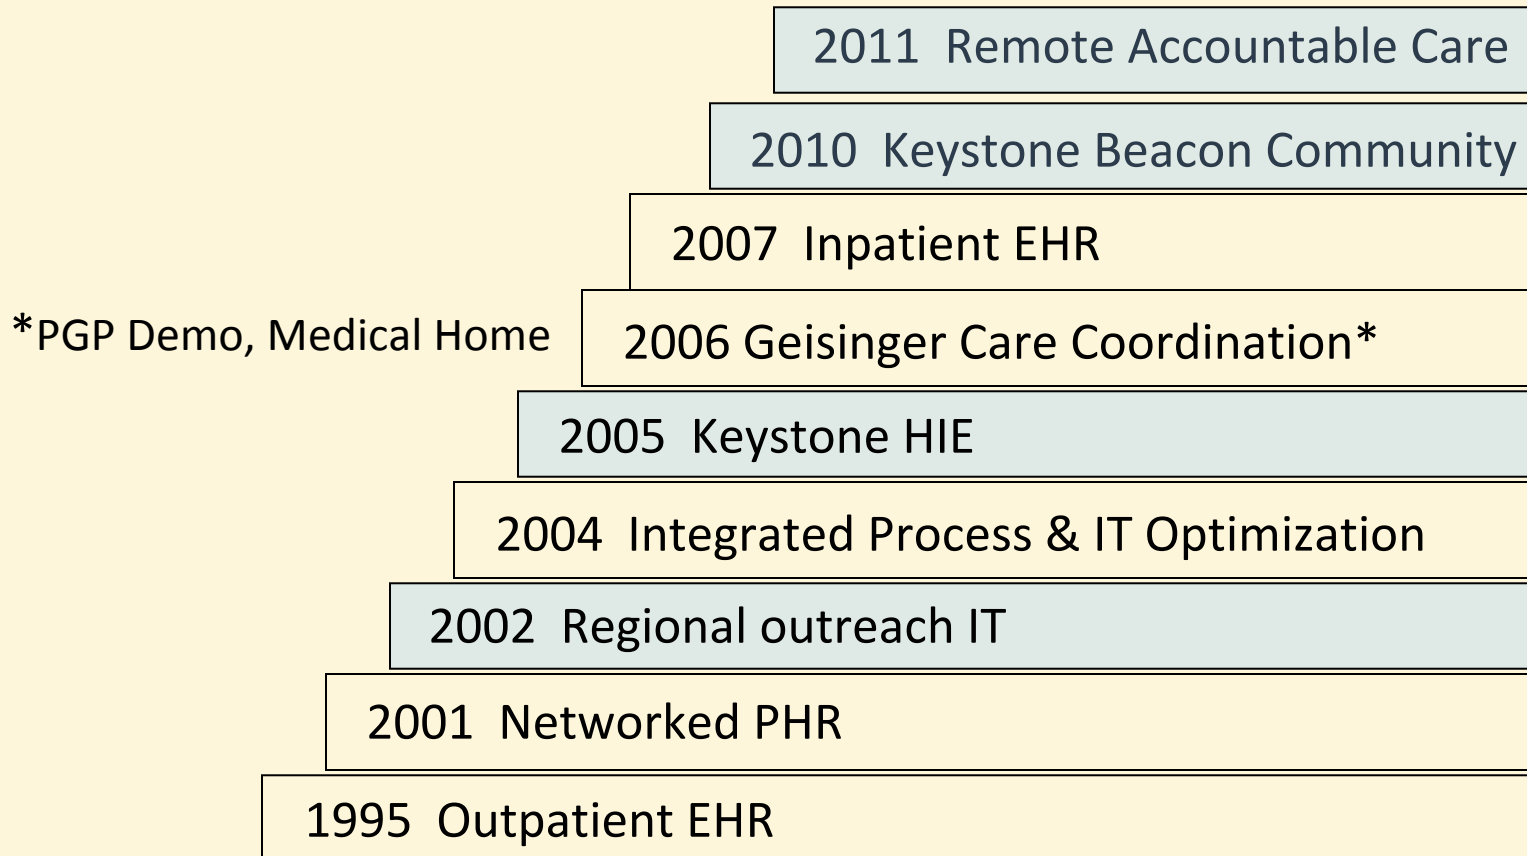 2011 Remote Accountable Care
2010 Keystone Beacon Community
2007 Inpatient EHR
*PGP Demo, Medical Home
2006 Geisinger Care Coordination*
2005 Keystone HIE
2004 Integrated Process & IT Optimization
2002 Regional outreach IT
2001 Networked PHR
1995 Outpatient EHR